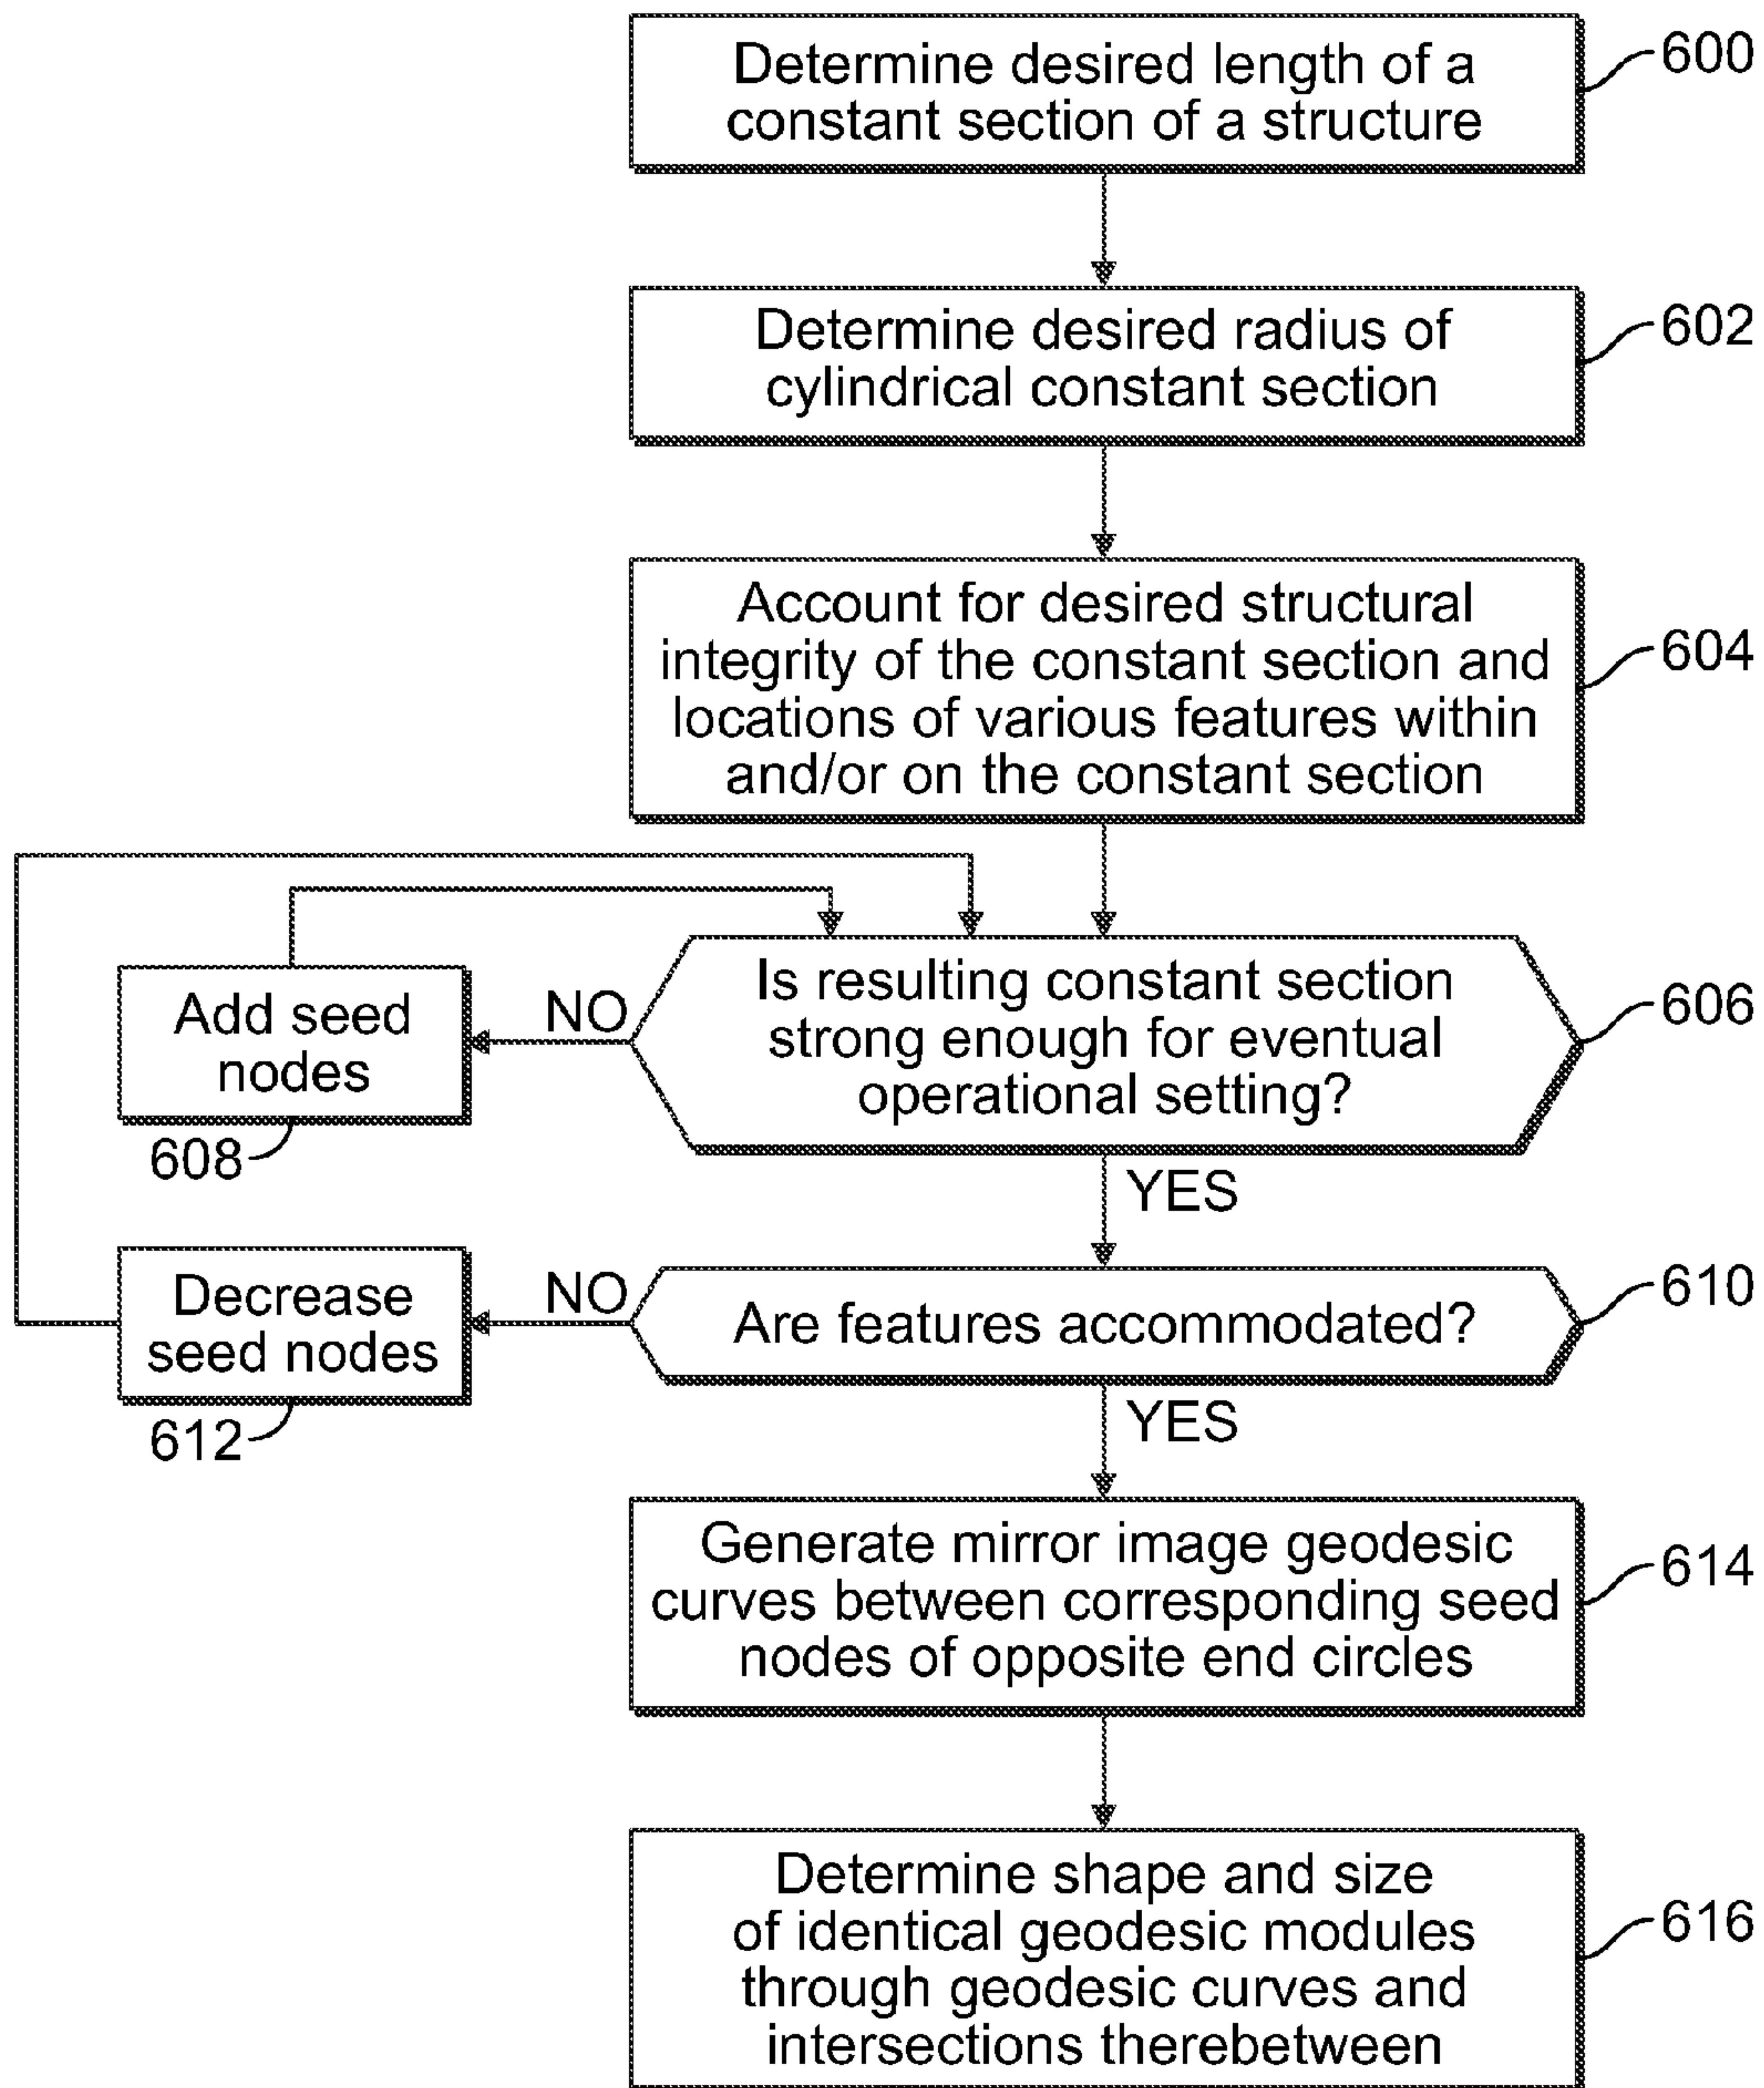 Determine desired length of a
constant section of a structure
600
Determine desired radius of
cylindrical constant section
602
Account for desired structural
integrity of the constant section and
locations of various features within
and/or on the constant section
604
Is resulting constant section
strong enough for eventual
operational setting?
606
NO
Add seed
nodes
608
YES
Are features accommodated?
610
NO
Decrease
seed nodes
612
YES
Generate mirror image geodesic
curves between corresponding seed
nodes of opposite end circles
614
Determine shape and size
of identical geodesic modules
through geodesic curves and
intersections therebetween
616